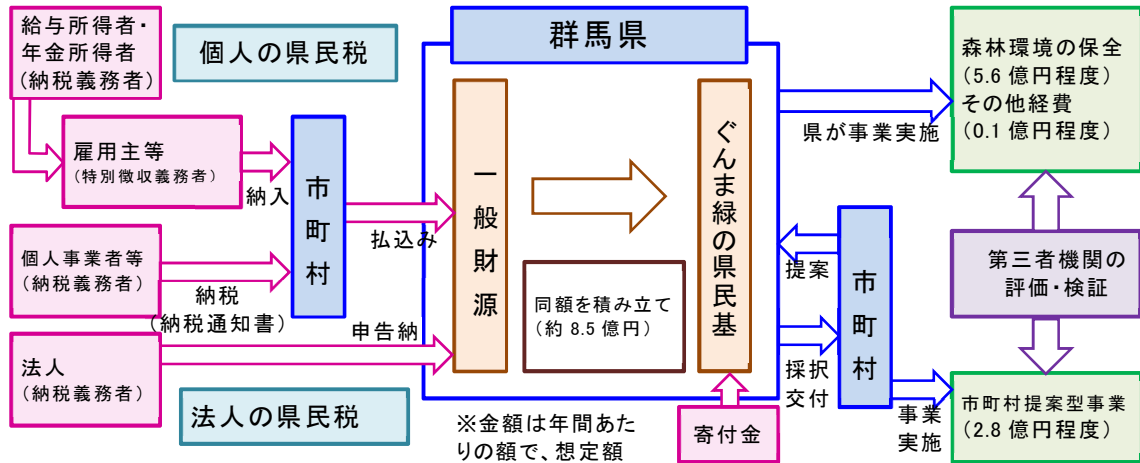 給与所得者・
年金所得者
(納税義務者)
個人の県民税
群馬県
森林環境の保全
(5.6 億円程度)
その他経費
(0.1 億円程度)
県が事業実施
雇用主等
(特別徴収義務者)
納入
市町村
払込み
一般財源
ぐんま緑の県民基
同額を積み立て
(約 8.5 億円)
個人事業者等
(納税義務者)
納税
(納税通知書)
申告納
法人
(納税義務者)
法人の県民税
提案
採択
交付
市町村
第三者機関の
評価・検証
事業
実施
市町村提案型事業
(2.8 億円程度)
寄付金
※金額は年間あた
りの額で、想定額